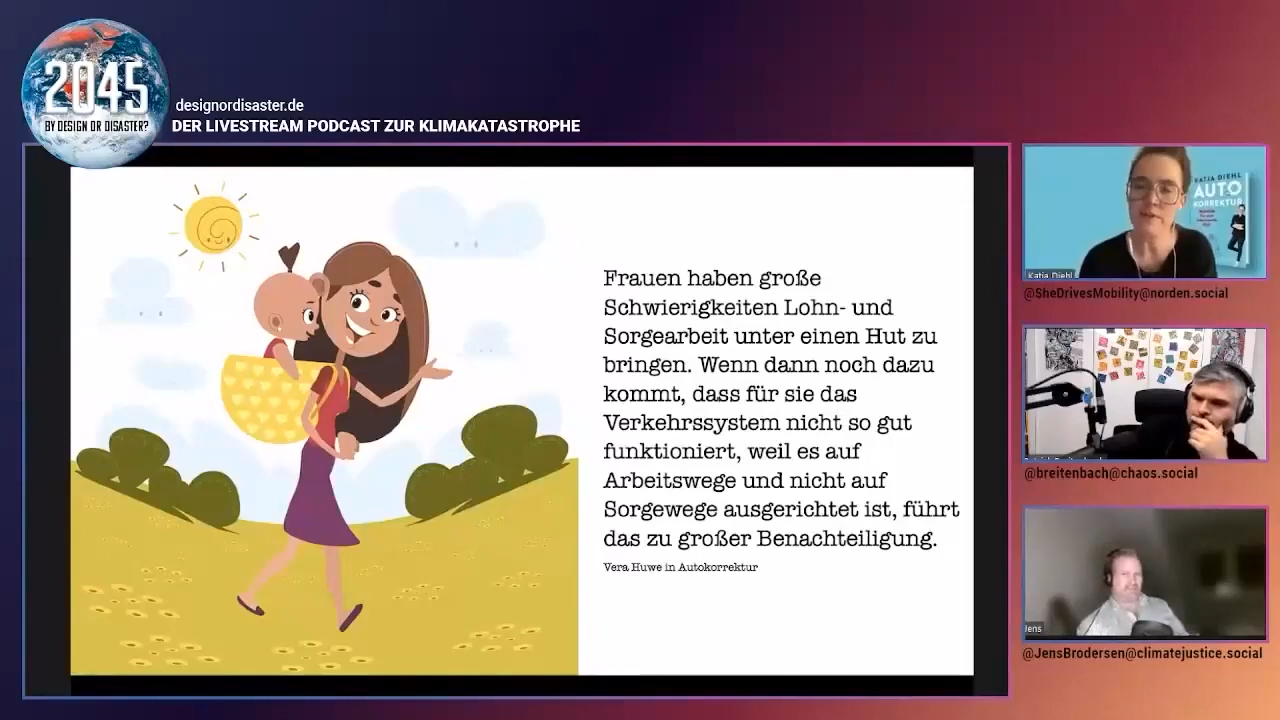 2045
BY DESIGN OR DISASTER?
designordisaster.de
DER LIVESTREAM PODCAST ZUR KLIMAKATASTROPHE
Frauen haben große
Schwierigkeiten Lohn- und
Sorgearbeit unter einen Hut zu
bringen. Wenn dann noch dazu
kommt, dass für sie das
Verkehrssystem nicht so gut
funktioniert, weil es auf
Arbeitswege und nicht auf
Sorgewege ausgerichtet ist, führt
das zu großer Benachteiligung.
Vera Huwe in Autokorrektur
KATJA DIEHL
AUTO
KORREKTUR
Katja Diehl
@SheDrivesMobility@norden.social
@breitenbach@chaos.social
Jens
@JensBrodersen@climatejustice.social